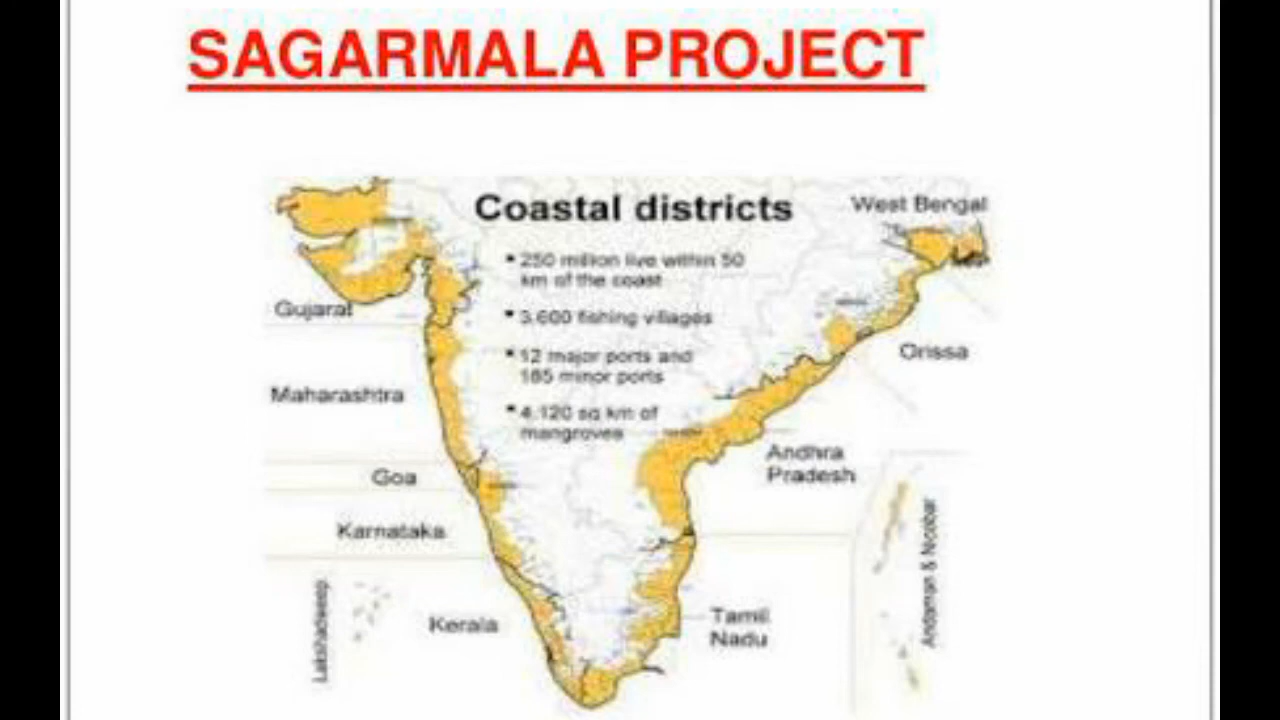 SAGARMALA PROJECT
Coastal districts
West Bengal
▪ 250 million live within 50
km of the coast
Gujarat
▪ 3,600 fishing villages
▪ 12 major ports and
185 minor ports
Orissa
Maharashtra
▪ 4,120 sq km of
mangroves
Andhra
Pradesh
Goa
Karnataka
Andaman & Nicobar
Lakshadweep
Kerala
Tamil
Nadu